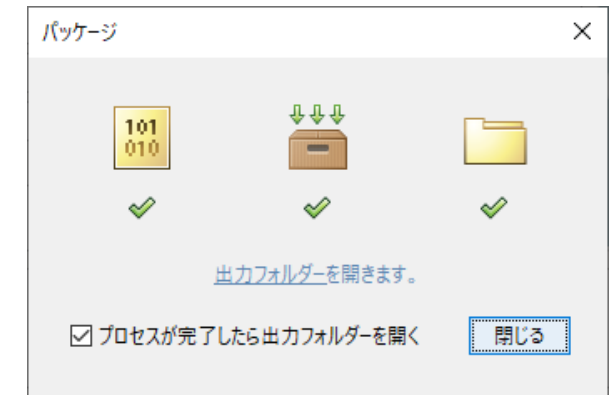 パッケージ
101
010
出力フォルダーを開きます。
プロセスが完了したら出力フォルダーを開く
閉じる